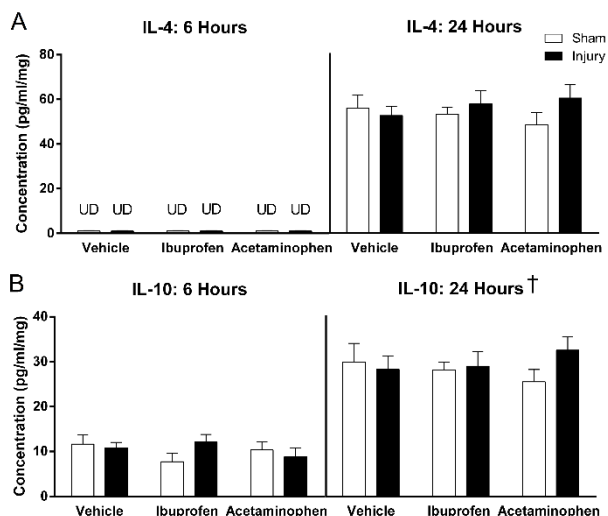 A
IL-4: 6 Hours
IL-4: 24 Hours
Sham
Injury
Concentration (pg/ml/mg)
80
60
40
20
0
UD UD UD UD UD UD
Vehicle Ibuprofen Acetaminophen Vehicle Ibuprofen Acetaminophen
B
IL-10: 6 Hours
IL-10: 24 Hours †
Concentration (pg/ml/mg)
40
30
20
10
0
Vehicle Ibuprofen Acetaminophen Vehicle Ibuprofen Acetaminophen